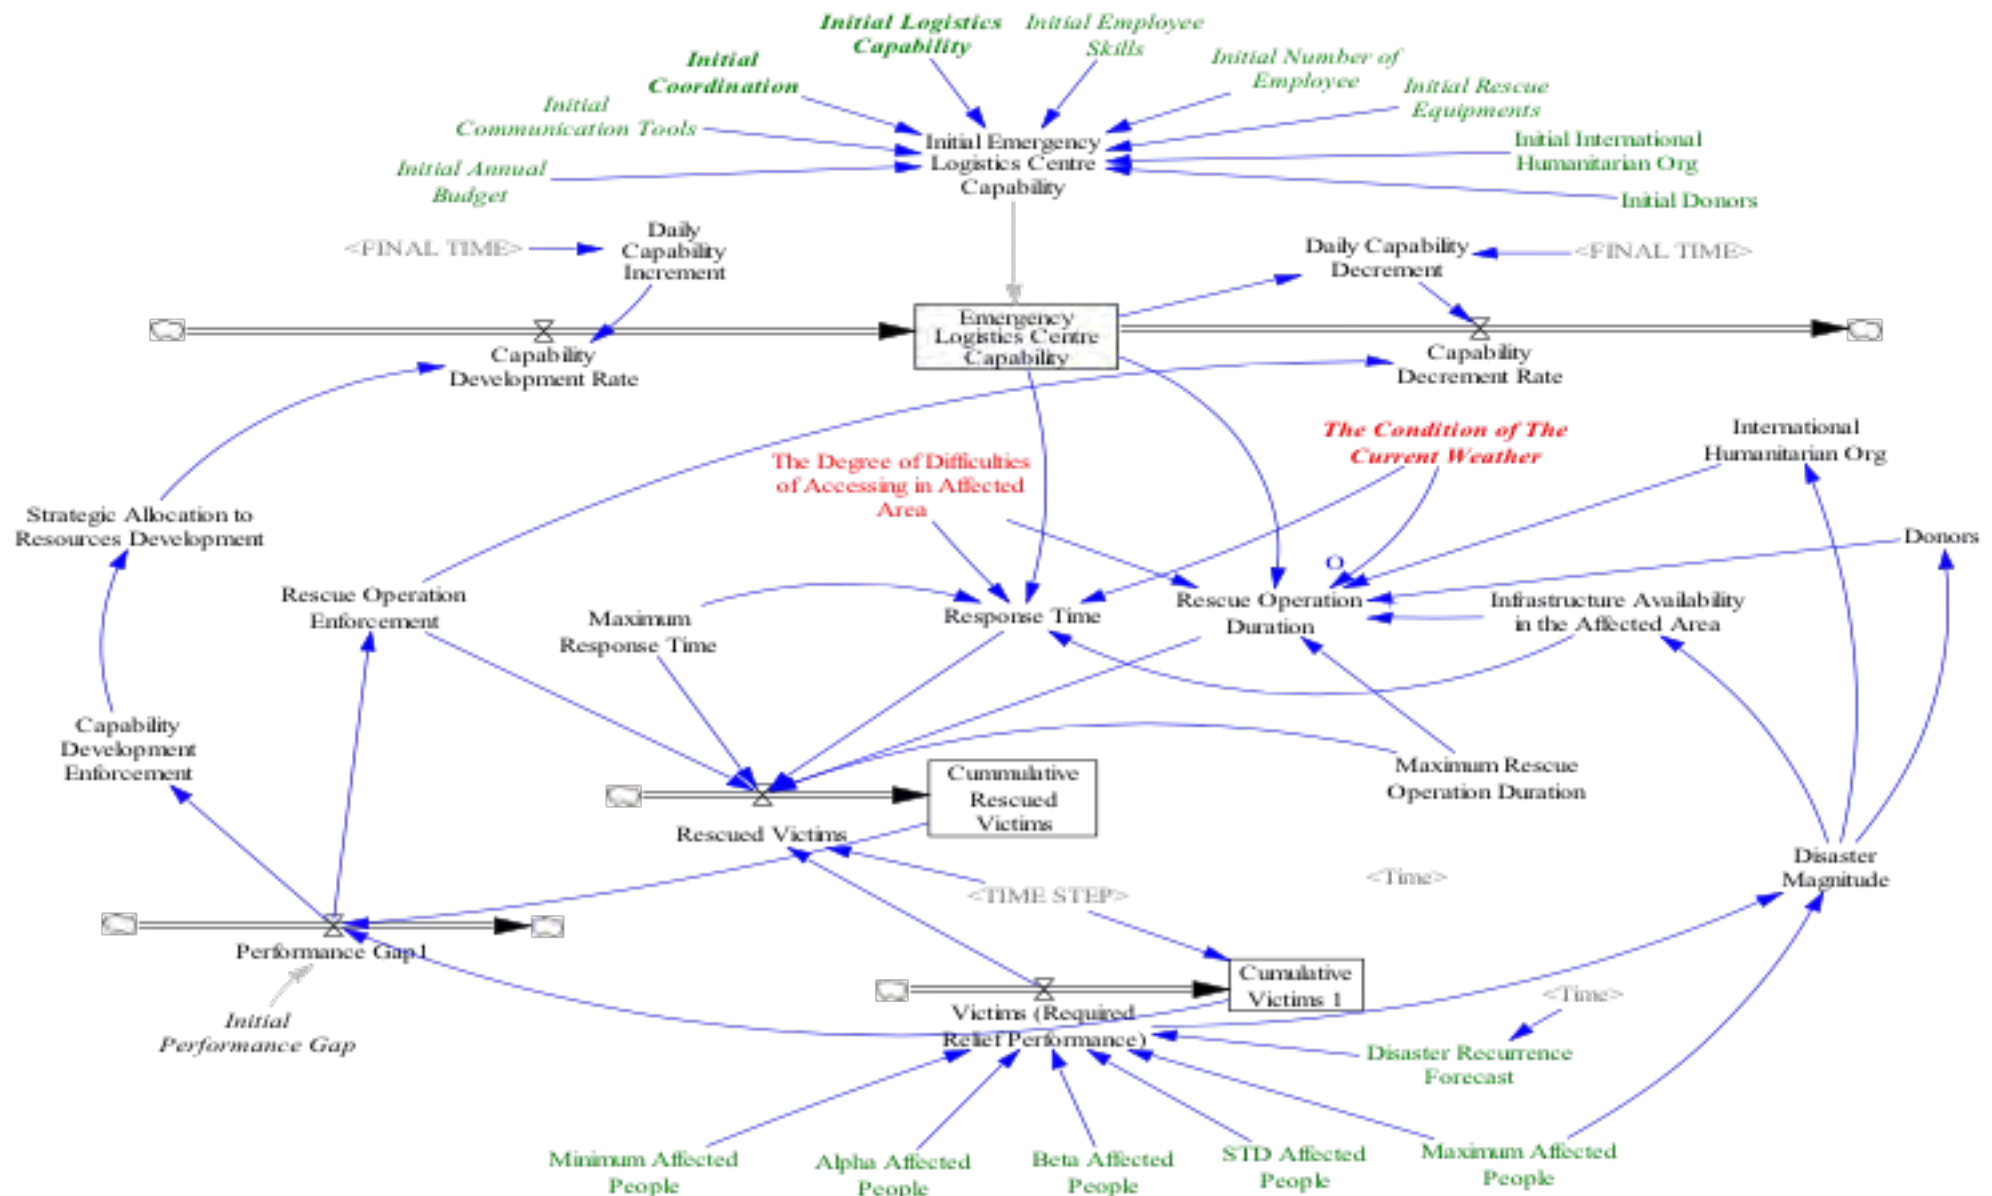 Initial Logistics
Capability
Initial Employee
Skills
Initial
Coordination
Initial Number of
Employee
Initial
Communication Tools
Initial Rescue
Equipments
Initial Emergency
Logistics Centre
Capability
Initial International
Humanitarian Org
Initial Annual
Budget
Initial Donors
<FINAL TIME>
Daily
Capability
Increment
Daily Capability
Decrement
<FINAL TIME>
Emergency
Logistics Centre
Capability
Capability
Development Rate
Capability
Decrement Rate
The Degree of Difficulties
of Accessing in Affected
Area
The Condition of The
Current Weather
International
Humanitarian Org
Strategic Allocation to
Resources Development
Donors
O
Rescue Operation
Enforcement
Maximum
Response Time
Response Time
Rescue Operation
Duration
Infrastructure Availability
in the Affected Area
Capability
Development
Enforcement
Cummulative
Rescued
Victims
Maximum Rescue
Operation Duration
Rescued Victims
Disaster
Magnitude
<TIME STEP>
<Time>
Performance Gap1
Initial
Performance Gap
Cumulative
Victims 1
Victims (Required
Relief Performance)
<Time>
Disaster Recurrence
Forecast
Minimum Affected
People
Alpha Affected
People
Beta Affected
People
STD Affected
People
Maximum Affected
People